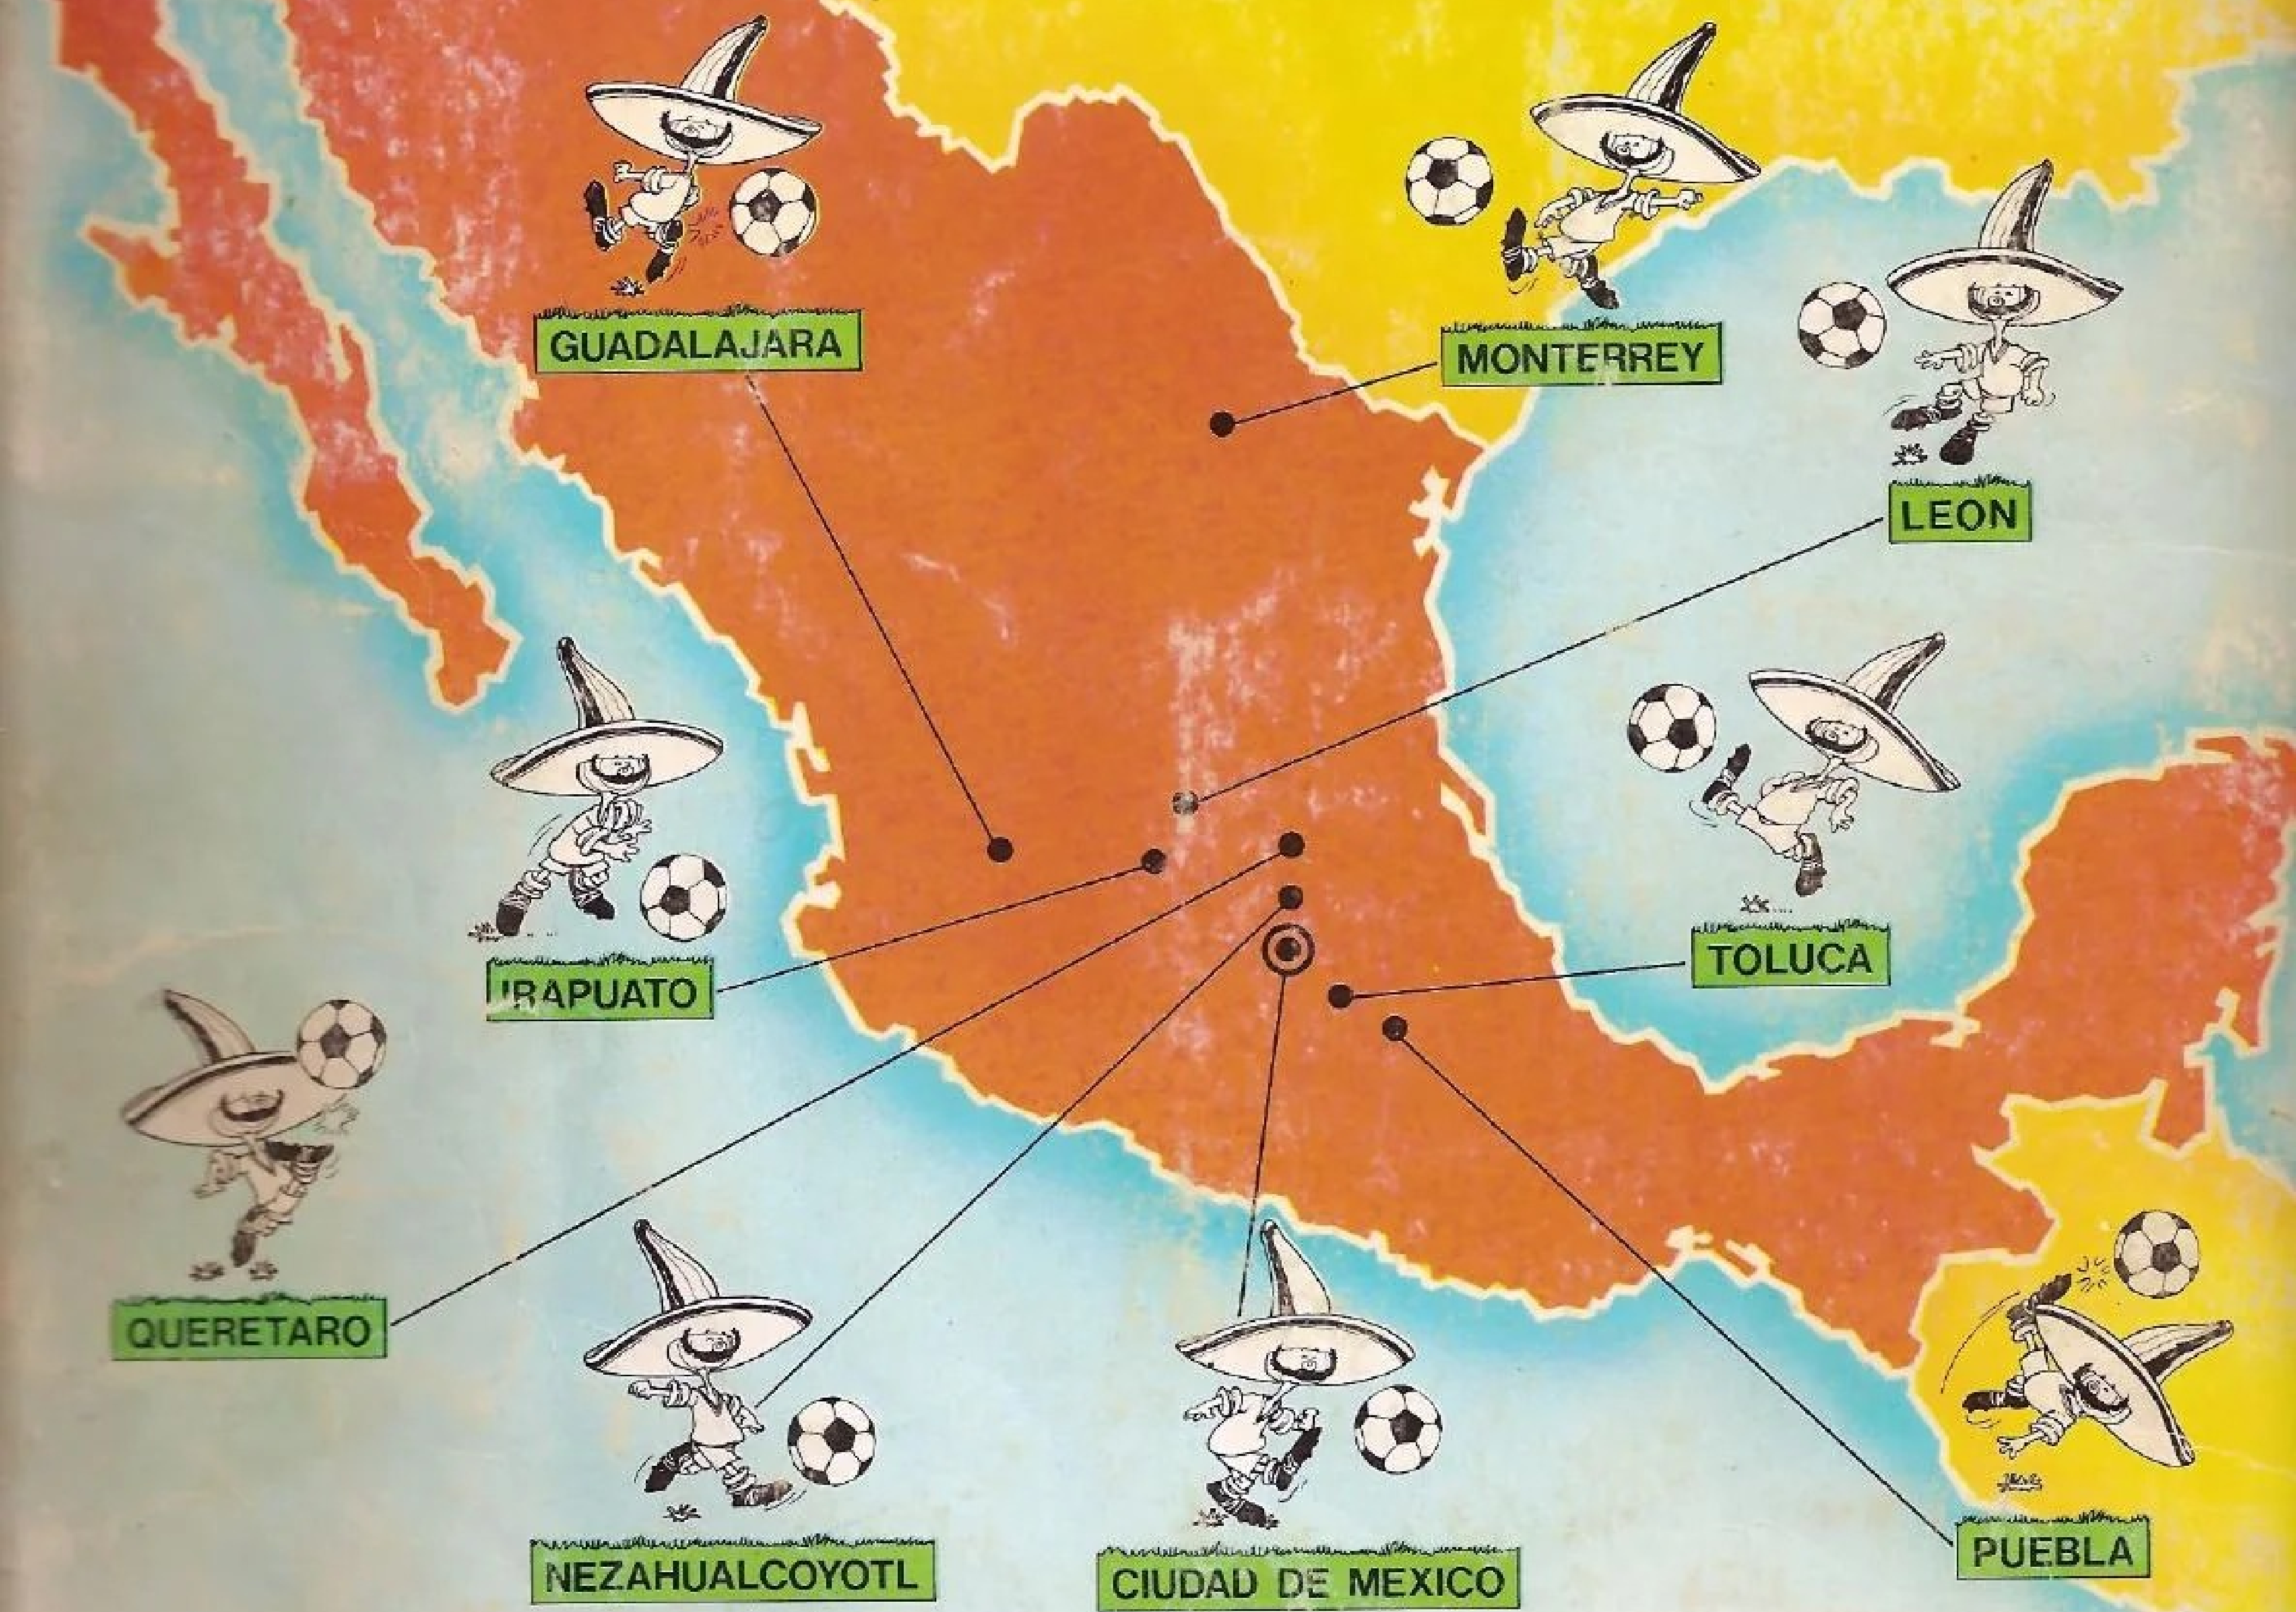 GUADALAJARA
MONTERREY
LEON
TOLUCA
IRAPUATO
QUERETARO
NEZAHUALCOYOTL
CIUDAD DE MEXICO
PUEBLA